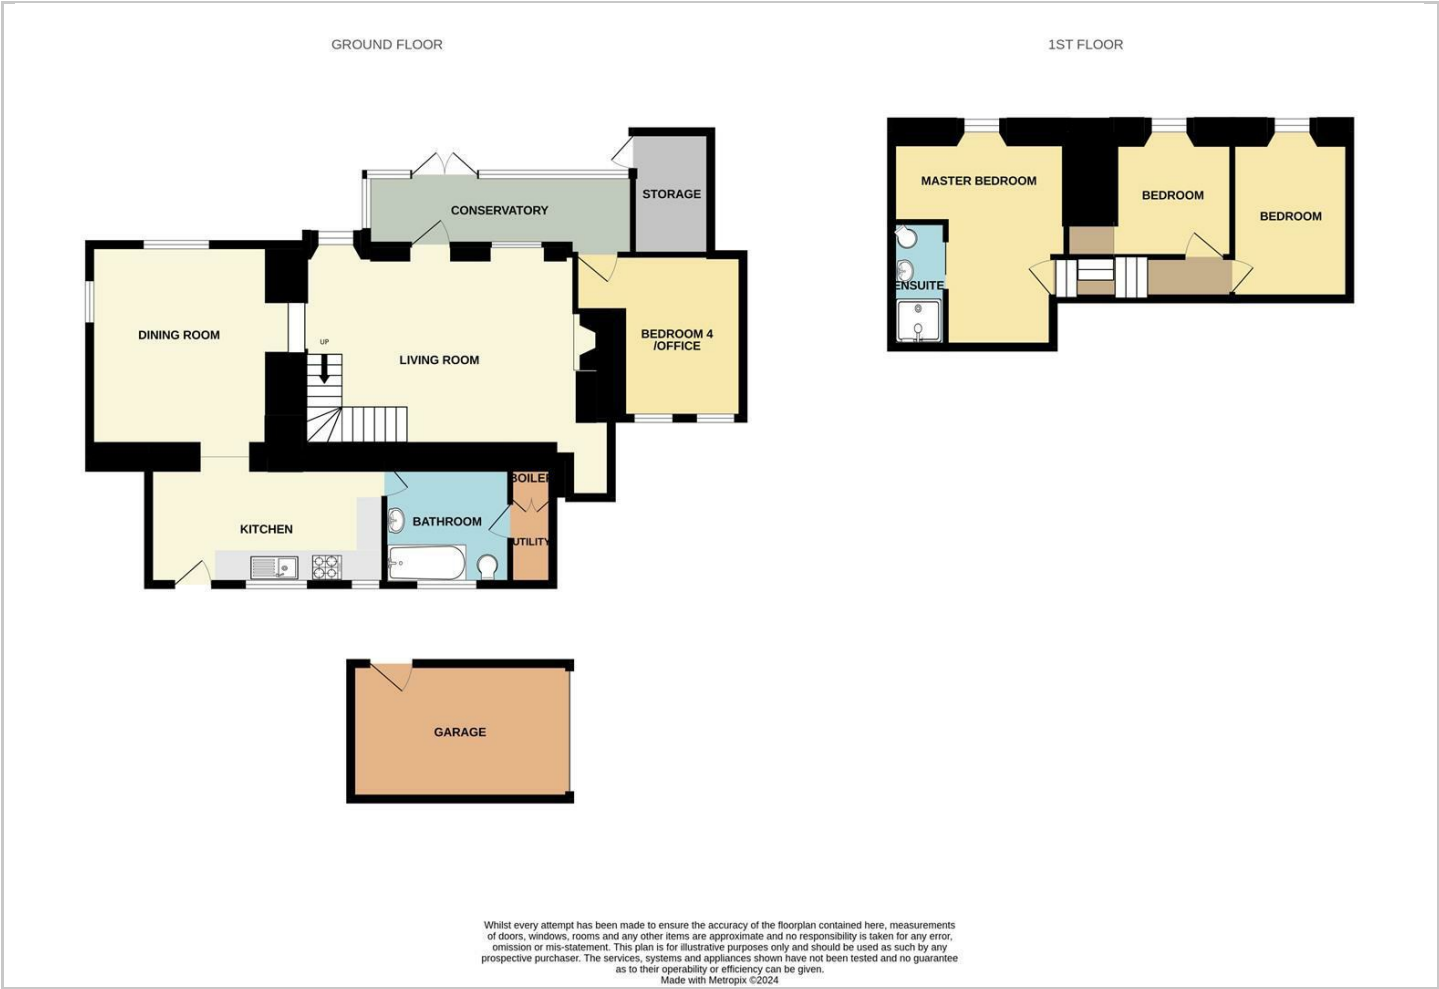 GROUND FLOOR
1ST FLOOR
STORAGE
CONSERVATORY
DINING ROOM
UP
LIVING ROOM
BEDROOM 4
/OFFICE
BOILER
KITCHEN
BATHROOM
UTILITY
GARAGE
MASTER BEDROOM
BEDROOM
BEDROOM
ENSUITE
Whilst every attempt has been made to ensure the accuracy of the floorplan contained here, measurements
of doors, windows, rooms and any other items are approximate and no responsibility is taken for any error,
omission or mis-statement. This plan is for illustrative purposes only and should be used as such by any
prospective purchaser. The services, systems and appliances shown have not been tested and no guarantee
as to their operability or efficiency can be given.
Made with Metropix ©2024